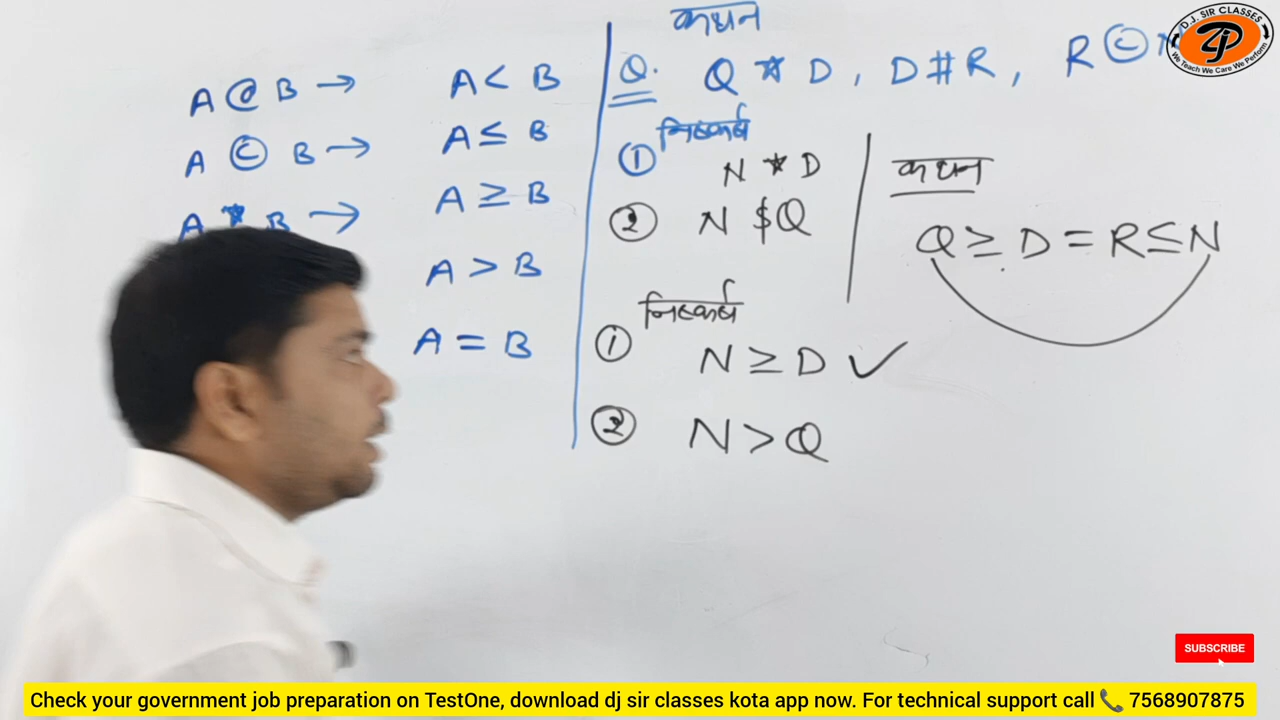 A @ B → A < B
A © B → A ≤ B
A ★ B → A ≥ B
A > B
A = B
कथन
Q. Q ★ D , D # R , R ©
निष्कर्ष
① N ★ D
② N $ Q
कथन
Q ≥ D = R ≤ N
निष्कर्ष
① N ≥ D ✓
② N > Q
D.J. SIR CLASSES
We Teach We Care We Perform
SUBSCRIBE
Check your government job preparation on TestOne, download dj sir classes kota app now. For technical support call 📞 7568907875